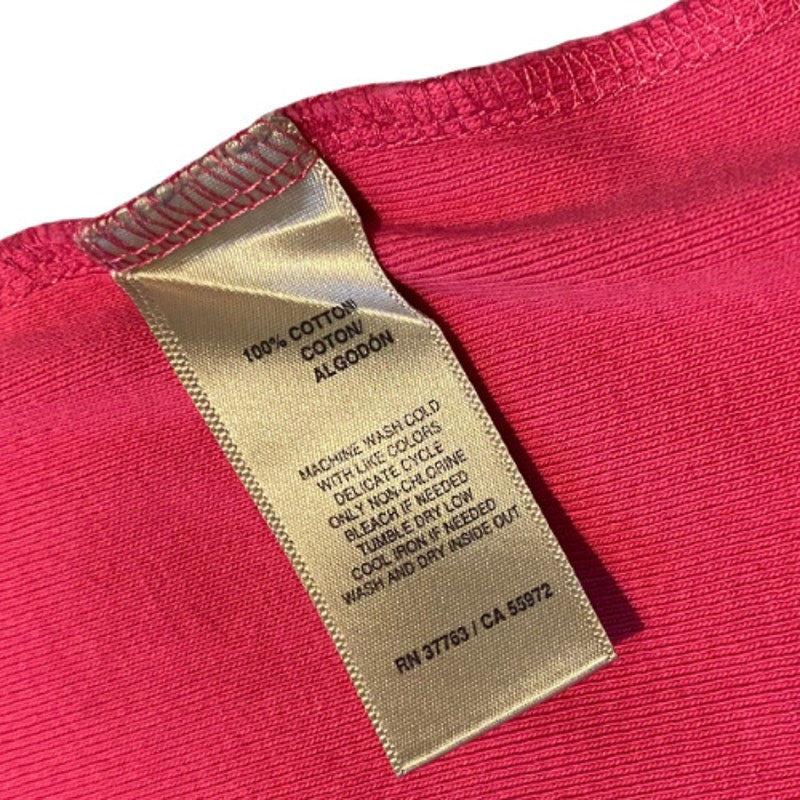 100% COTTON/
COTON/
ALGODÓN
MACHINE WASH COLD
WITH LIKE COLORS
DELICATE CYCLE
ONLY NON-CHLORINE
BLEACH IF NEEDED
TUMBLE DRY LOW
COOL IRON IF NEEDED
WASH AND DRY INSIDE OUT
RN 37763 / CA 55972